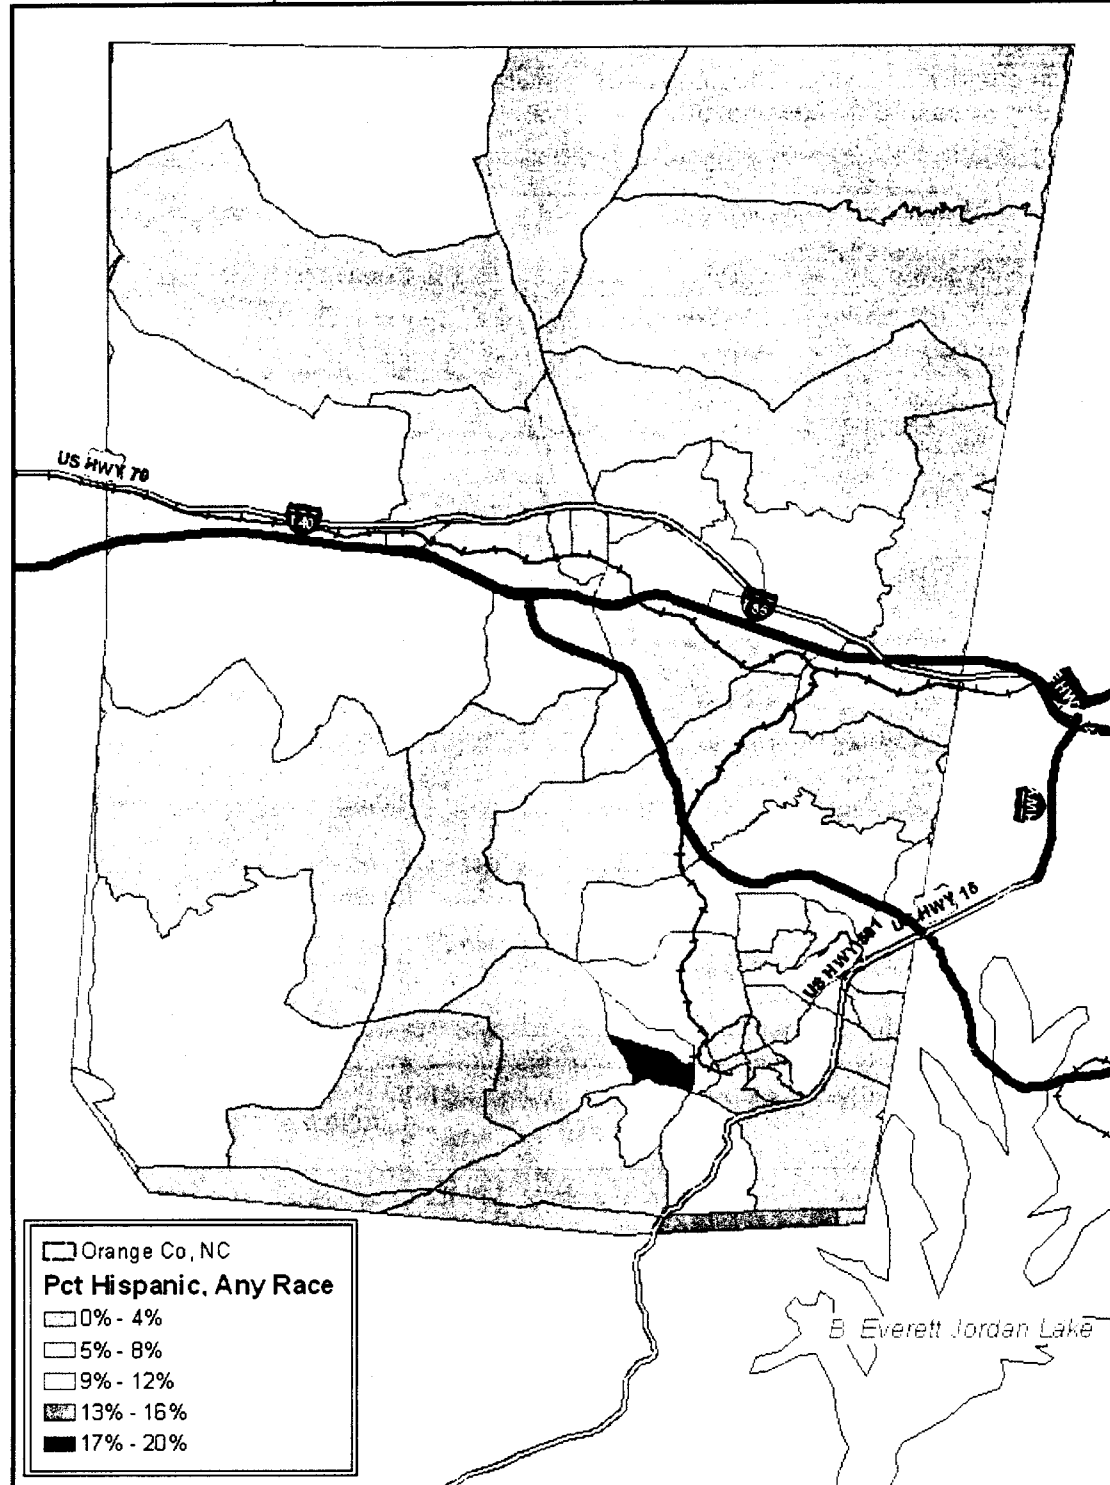 US HWY 70
40
85
US HWY 15
US HWY 501
Orange Co, NC
Pct Hispanic, Any Race
0% - 4%
5% - 8%
9% - 12%
13% - 16%
17% - 20%
B Everett Jordan Lake